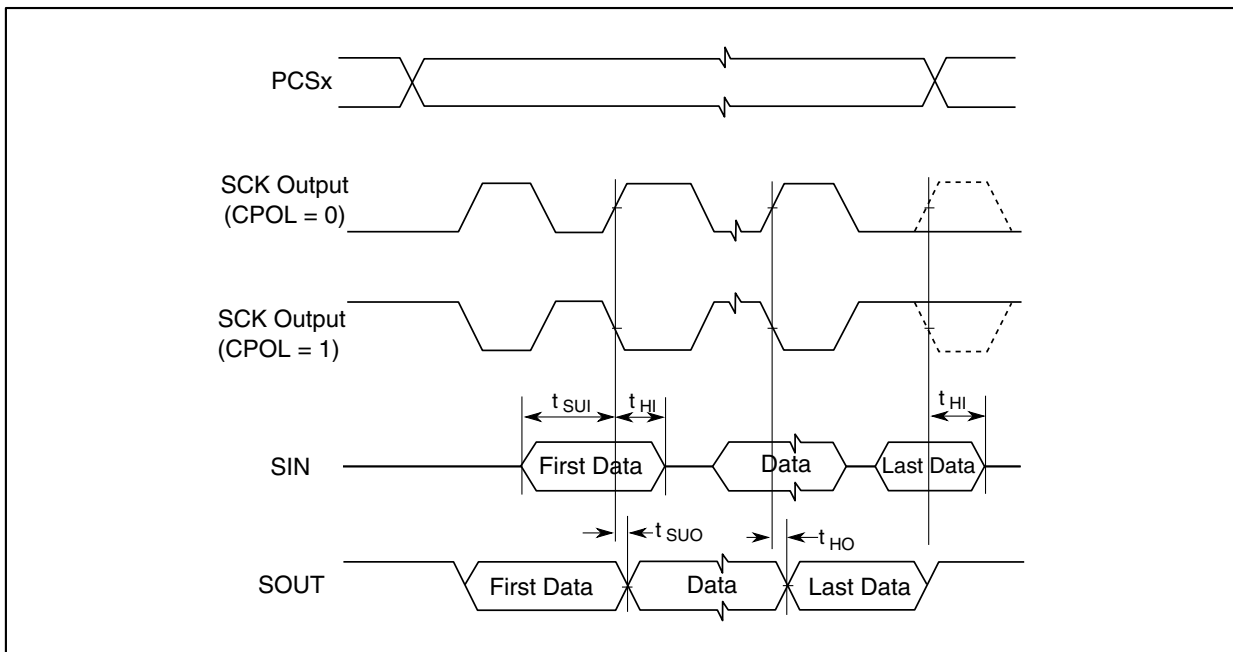 PCSx
SCK Output
(CPOL = 0)
SCK Output
(CPOL = 1)
t SUI
t HI
t HI
SIN
First Data
Data
Last Data
t SUO
t HO
SOUT
First Data
Data
Last Data